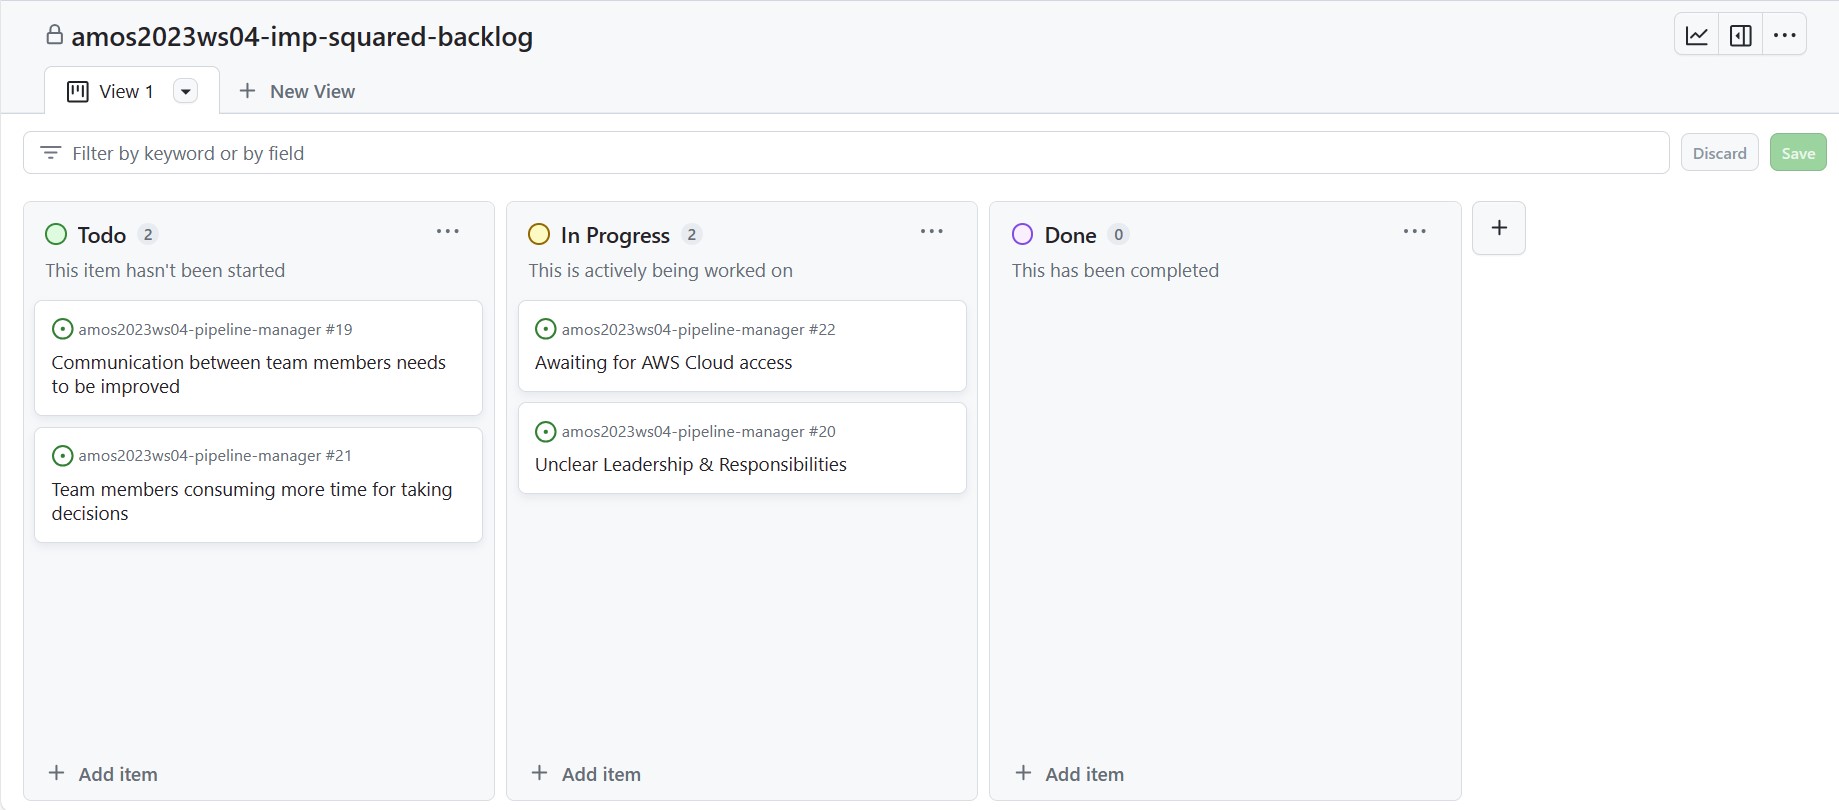 amos2023ws04-imp-squared-backlog
View 1
New View
Filter by keyword or by field
Discard
Save
Todo 2
This item hasn't been started
amos2023ws04-pipeline-manager #19
Communication between team members needs
to be improved
amos2023ws04-pipeline-manager #21
Team members consuming more time for taking
decisions
Add item
In Progress 2
This is actively being worked on
amos2023ws04-pipeline-manager #22
Awaiting for AWS Cloud access
amos2023ws04-pipeline-manager #20
Unclear Leadership & Responsibilities
Add item
Done 0
This has been completed
Add item